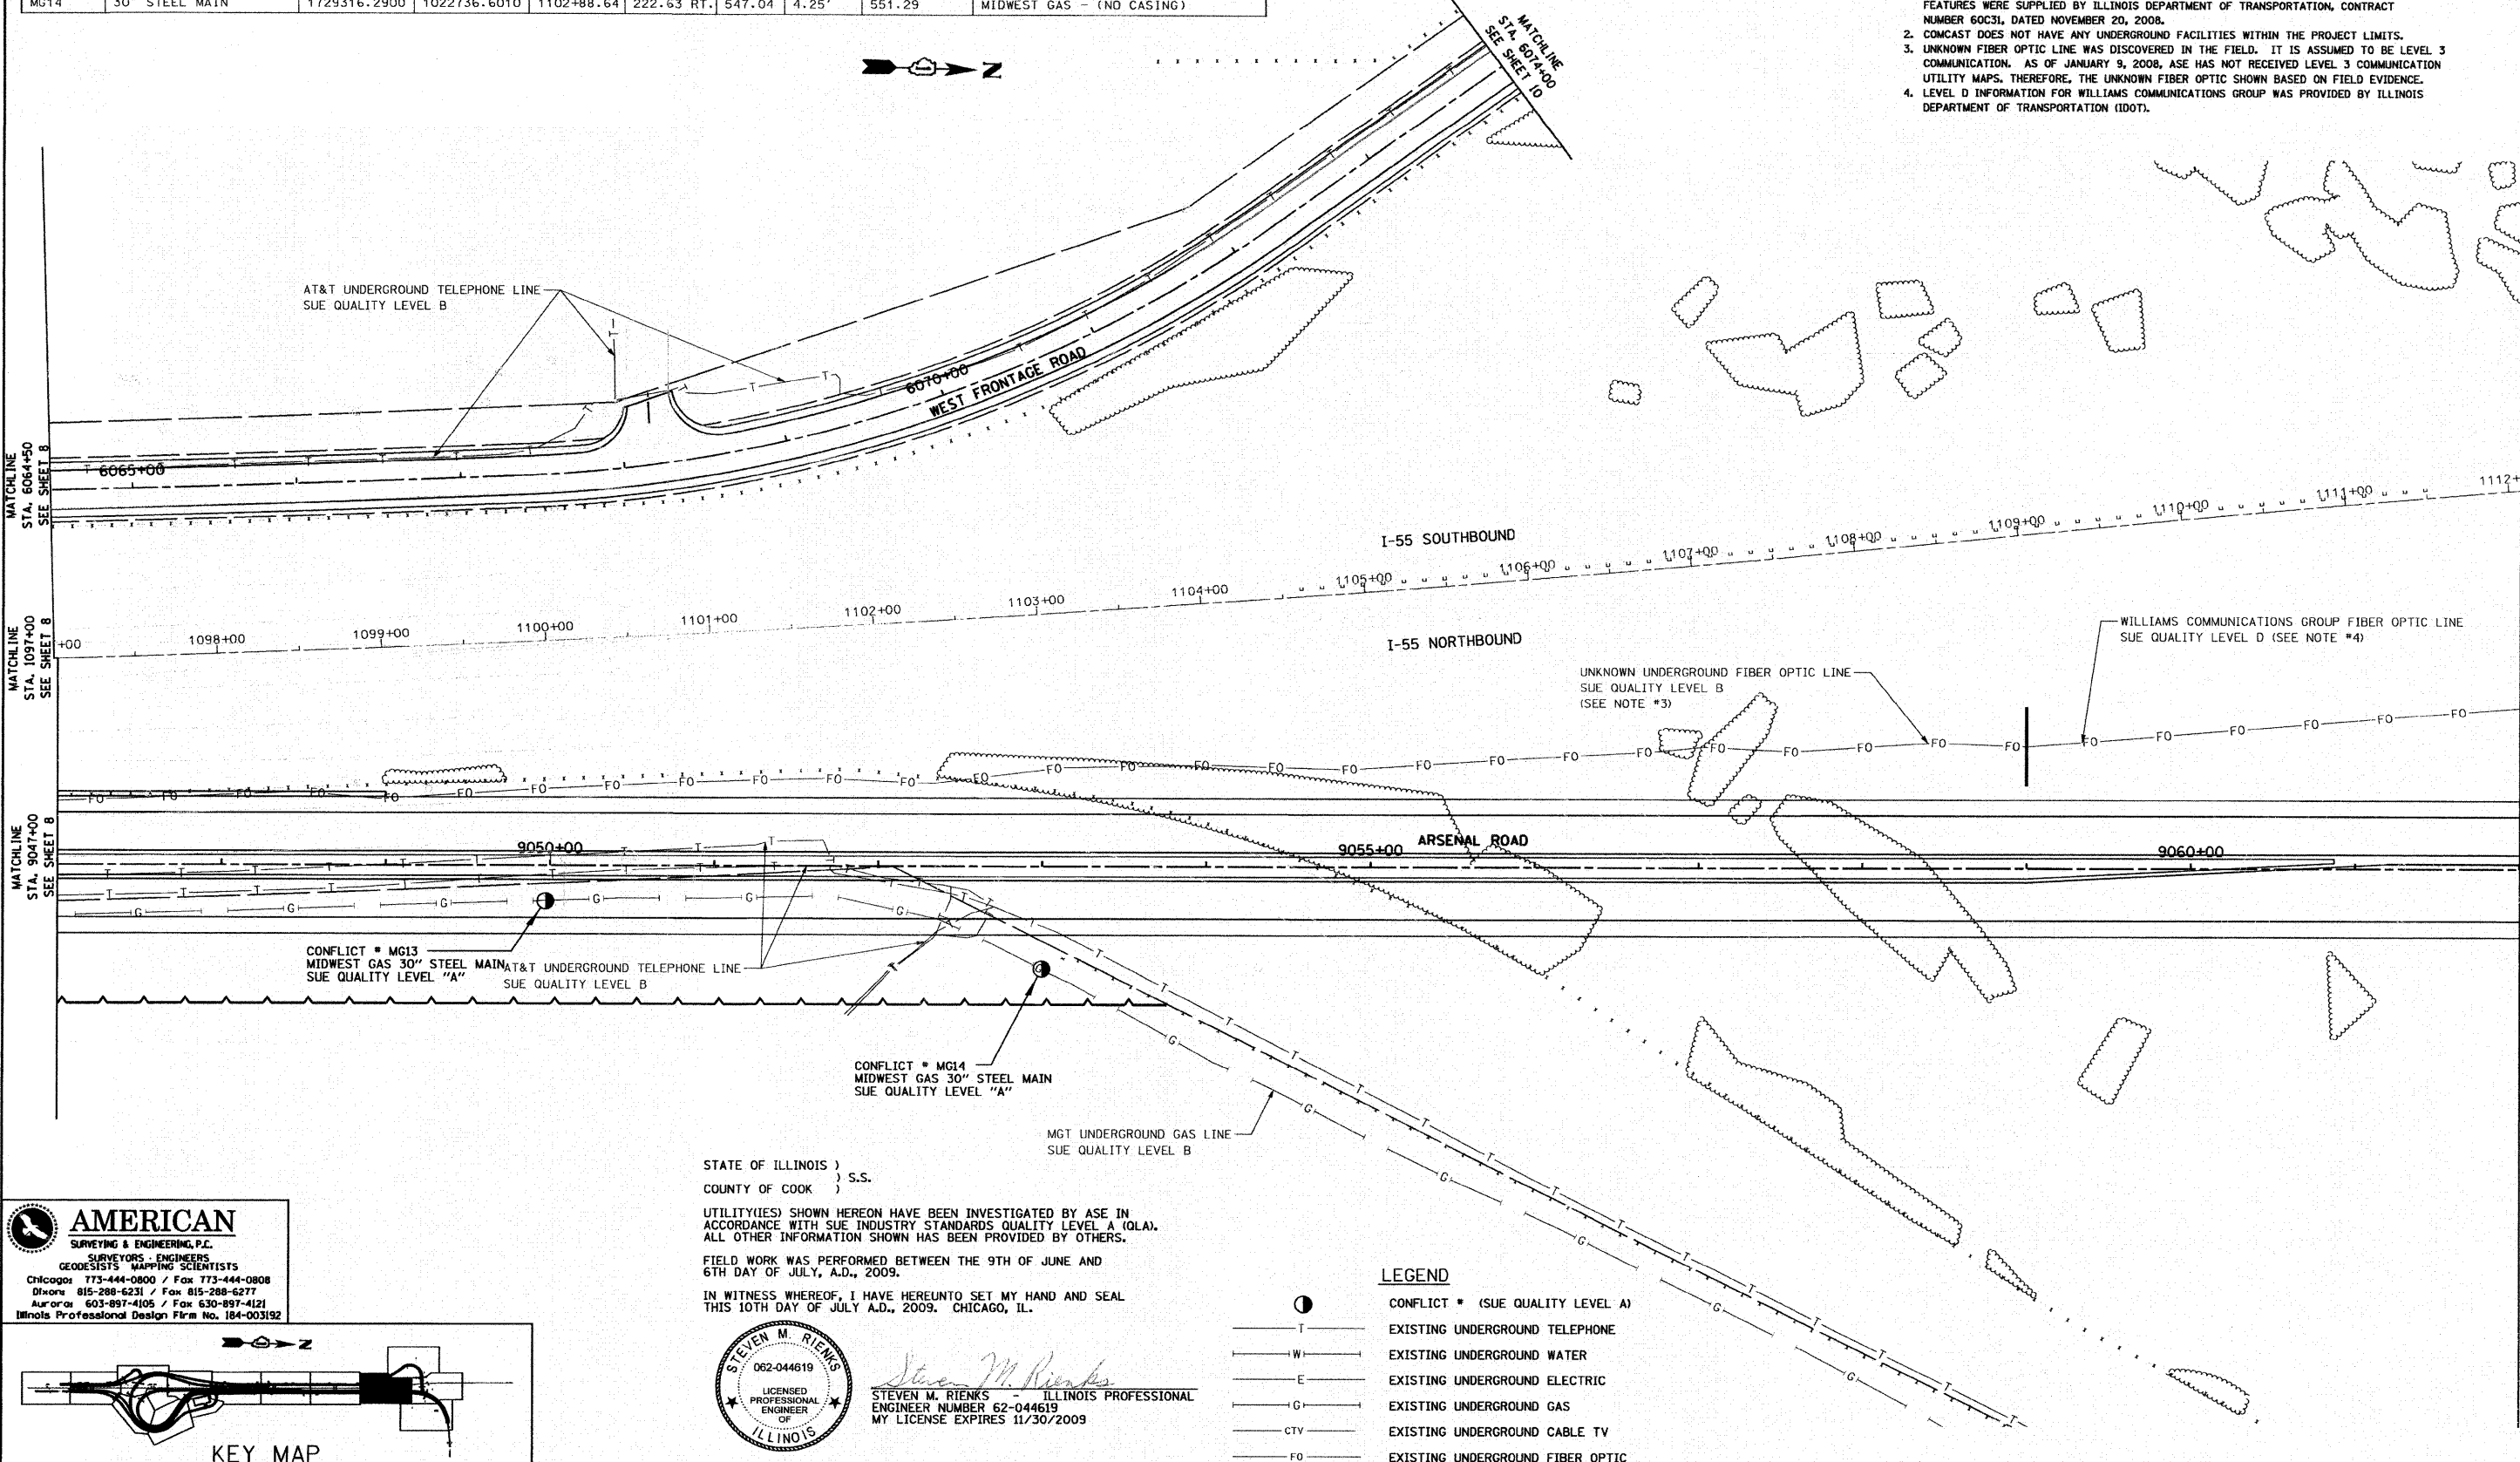 MG14 30" STEEL MAIN 1729316.2900 1022736.6010 1102+88.64 222.63 RT. 547.04 4.25' 551.29 MIDWEST GAS - (NO CASING)
FEATURES WERE SUPPLIED BY ILLINOIS DEPARTMENT OF TRANSPORTATION, CONTRACT
NUMBER 60C31, DATED NOVEMBER 20, 2008.
2. COMCAST DOES NOT HAVE ANY UNDERGROUND FACILITIES WITHIN THE PROJECT LIMITS.
3. UNKNOWN FIBER OPTIC LINE WAS DISCOVERED IN THE FIELD. IT IS ASSUMED TO BE LEVEL 3
COMMUNICATION. AS OF JANUARY 9, 2008, ASE HAS NOT RECEIVED LEVEL 3 COMMUNICATION
UTILITY MAPS. THEREFORE, THE UNKNOWN FIBER OPTIC SHOWN BASED ON FIELD EVIDENCE.
4. LEVEL D INFORMATION FOR WILLIAMS COMMUNICATIONS GROUP WAS PROVIDED BY ILLINOIS
DEPARTMENT OF TRANSPORTATION (IDOT).
N
MATCHLINE
STA. 6074+00
SEE SHEET 10
AT&T UNDERGROUND TELEPHONE LINE
SUE QUALITY LEVEL B
6070+00
WEST FRONTAGE ROAD
MATCHLINE
STA. 6064+50
SEE SHEET 8
6065+00
I-55 SOUTHBOUND
MATCHLINE
STA. 1097+00
SEE SHEET 8
+00 1098+00 1099+00 1100+00 1101+00 1102+00 1103+00 1104+00 1105+00 1106+00 1107+00 1108+00 1109+00 1110+00 1111+00 1112+
I-55 NORTHBOUND
WILLIAMS COMMUNICATIONS GROUP FIBER OPTIC LINE
SUE QUALITY LEVEL D (SEE NOTE #4)
UNKNOWN UNDERGROUND FIBER OPTIC LINE
SUE QUALITY LEVEL B
(SEE NOTE #3)
MATCHLINE
STA. 9047+00
SEE SHEET 8
9050+00 9055+00 ARSENAL ROAD 9060+00
CONFLICT # MG13
MIDWEST GAS 30" STEEL MAIN
SUE QUALITY LEVEL "A"
AT&T UNDERGROUND TELEPHONE LINE
SUE QUALITY LEVEL B
CONFLICT # MG14
MIDWEST GAS 30" STEEL MAIN
SUE QUALITY LEVEL "A"
MGT UNDERGROUND GAS LINE
SUE QUALITY LEVEL B
STATE OF ILLINOIS )
) S.S.
COUNTY OF COOK )
UTILITY(IES) SHOWN HEREON HAVE BEEN INVESTIGATED BY ASE IN
ACCORDANCE WITH SUE INDUSTRY STANDARDS QUALITY LEVEL A (QLA).
ALL OTHER INFORMATION SHOWN HAS BEEN PROVIDED BY OTHERS.
FIELD WORK WAS PERFORMED BETWEEN THE 9TH OF JUNE AND
6TH DAY OF JULY, A.D., 2009.
IN WITNESS WHEREOF, I HAVE HEREUNTO SET MY HAND AND SEAL
THIS 10TH DAY OF JULY A.D., 2009. CHICAGO, IL.
STEVEN M. RIENKS
062-044619
LICENSED
PROFESSIONAL
ENGINEER
OF
ILLINOIS
Steven M. Rienks
STEVEN M. RIENKS - ILLINOIS PROFESSIONAL
ENGINEER NUMBER 62-044619
MY LICENSE EXPIRES 11/30/2009
AMERICAN
SURVEYING & ENGINEERING, P.C.
SURVEYORS · ENGINEERS
GEODESISTS MAPPING SCIENTISTS
Chicago: 773-444-0800 / Fax 773-444-0808
Dixon: 815-288-6231 / Fax 815-288-6277
Aurora: 603-897-4105 / Fax 630-897-4121
Illinois Professional Design Firm No. 184-003192
N
KEY MAP
LEGEND
CONFLICT # (SUE QUALITY LEVEL A)
T EXISTING UNDERGROUND TELEPHONE
W EXISTING UNDERGROUND WATER
E EXISTING UNDERGROUND ELECTRIC
G EXISTING UNDERGROUND GAS
CTV EXISTING UNDERGROUND CABLE TV
FO EXISTING UNDERGROUND FIBER OPTIC